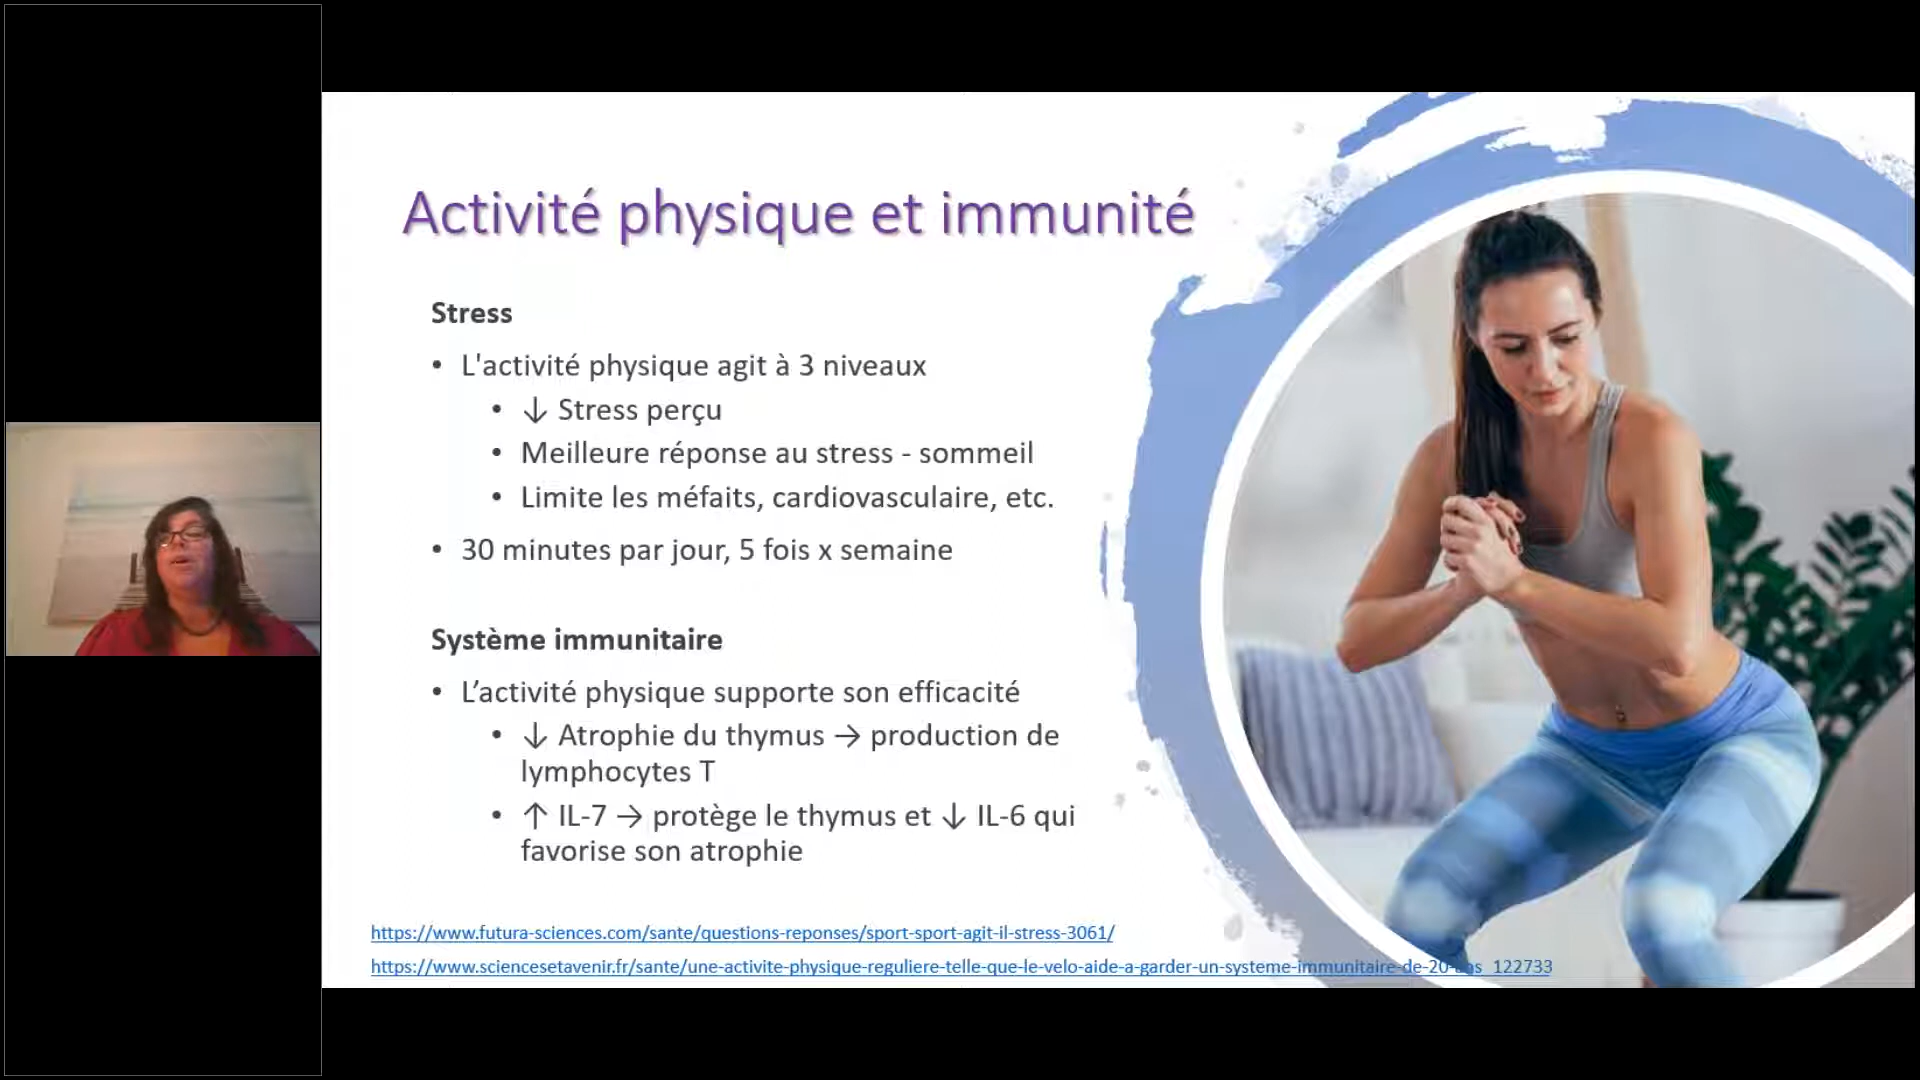 Activité physique et immunité
Stress
• L'activité physique agit à 3 niveaux
• ↓ Stress perçu
• Meilleure réponse au stress - sommeil
• Limite les méfaits, cardiovasculaire, etc.
• 30 minutes par jour, 5 fois x semaine
Système immunitaire
• L’activité physique supporte son efficacité
• ↓ Atrophie du thymus → production de
lymphocytes T
• ↑ IL-7 → protège le thymus et ↓ IL-6 qui
favorise son atrophie
https://www.futura-sciences.com/sante/questions-reponses/sport-sport-agit-il-stress-3061/
https://www.sciencesetavenir.fr/sante/une-activite-physique-reguliere-telle-que-le-velo-aide-a-garder-un-systeme-immunitaire-de-20-ans_122733